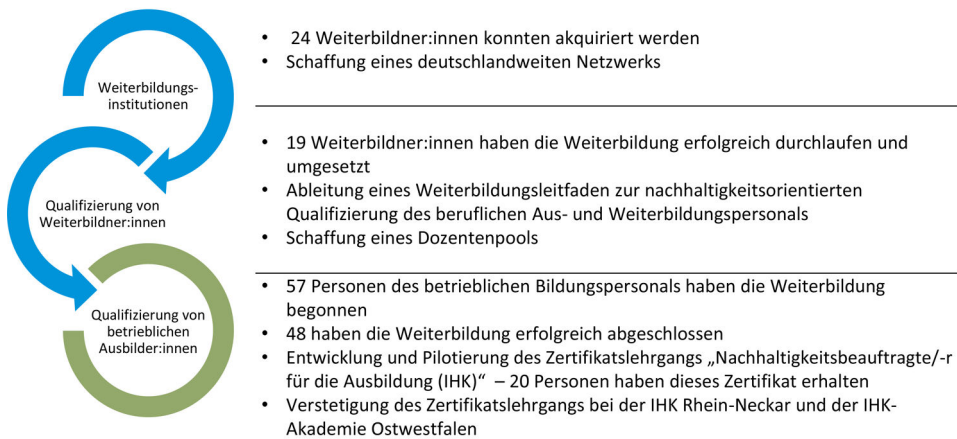 Weiterbildungs-
institutionen
• 24 Weiterbildner:innen konnten akquiriert werden
• Schaffung eines deutschlandweiten Netzwerks
Qualifizierung von
Weiterbildner:innen
• 19 Weiterbildner:innen haben die Weiterbildung erfolgreich durchlaufen und
umgesetzt
• Ableitung eines Weiterbildungsleitfaden zur nachhaltigkeitsorientierten
Qualifizierung des beruflichen Aus- und Weiterbildungspersonals
• Schaffung eines Dozentenpools
Qualifizierung von
betrieblichen
Ausbilder:innen
• 57 Personen des betrieblichen Bildungspersonals haben die Weiterbildung
begonnen
• 48 haben die Weiterbildung erfolgreich abgeschlossen
• Entwicklung und Pilotierung des Zertifikatslehrgangs „Nachhaltigkeitsbeauftragte/-r
für die Ausbildung (IHK)“ – 20 Personen haben dieses Zertifikat erhalten
• Verstetigung des Zertifikatslehrgangs bei der IHK Rhein-Neckar und der IHK-
Akademie Ostwestfalen